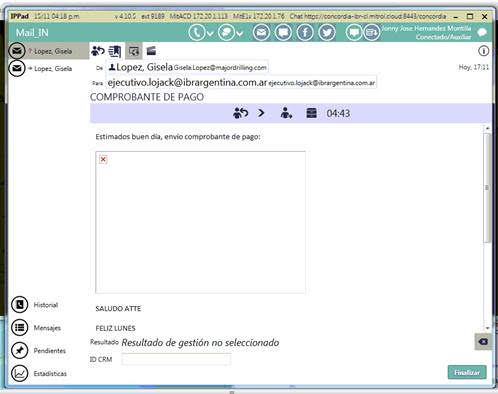 IPPad 15/11 04:18 p.m. v 4.10.5 ext 9189 MitACD 172.20.1.113 MitE1v 172.20.1.76 Chat https://concordia-ibr-cl.mitrol.cloud:8443/concordia
Mail_IN
Jonny Jose Hernandez Montilla
Conectado/Auxiliar
? Lopez, Gisela
Lopez, Gisela
De Lopez, Gisela Gisela.Lopez@majordrilling.com
Hoy, 17:11
Para ejecutivo.lojack@ibrargentina.com.ar ejecutivo.lojack@ibrargentina.com.ar
COMPROBANTE DE PAGO
04:43
Estimados buen día, envío comprobante de pago:
SALUDO ATTE
FELIZ LUNES
Historial
Mensajes
Pendientes
Estadísticas
Resultado Resultado de gestión no seleccionado
ID CRM
Finalizar